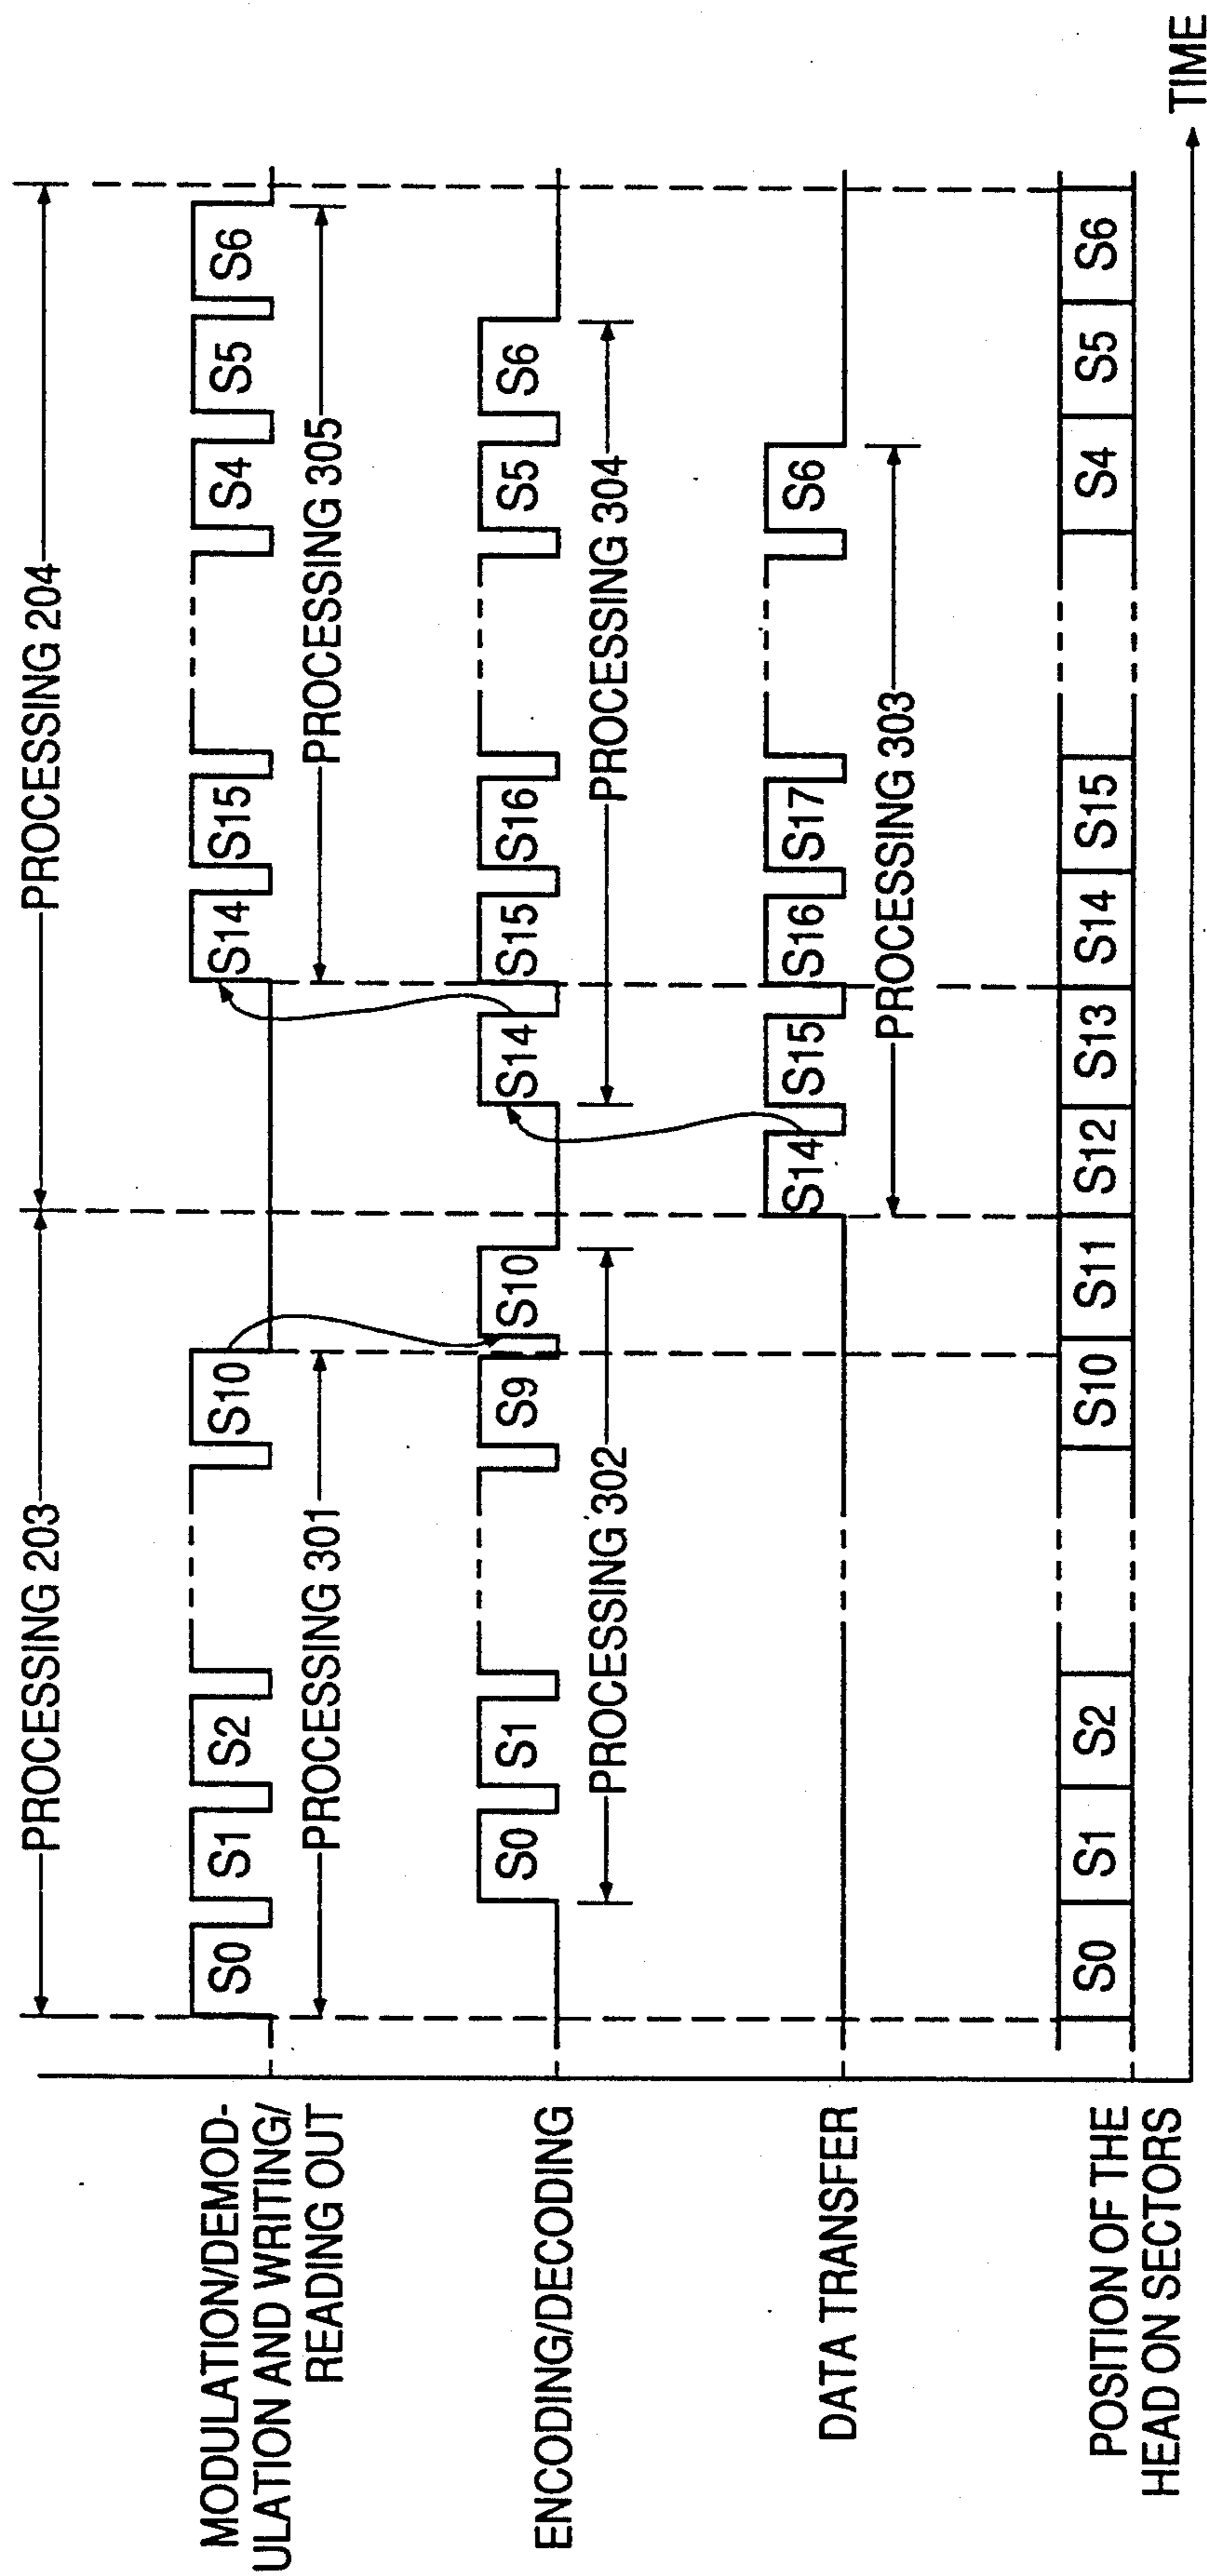 PROCESSING 203
PROCESSING 204
MODULATION/DEMOD-
ULATION AND WRITING/
READING OUT
S0 S1 S2 S10 S14 S15 S4 S5 S6
PROCESSING 301
PROCESSING 305
ENCODING/DECODING
S0 S1 S9 S10 S14 S15 S16 S5 S6
PROCESSING 302
PROCESSING 304
DATA TRANSFER
S14 S15 S16 S17 S6
PROCESSING 303
POSITION OF THE
HEAD ON SECTORS
S0 S1 S2 S10 S11 S12 S13 S14 S15 S4 S5 S6
TIME